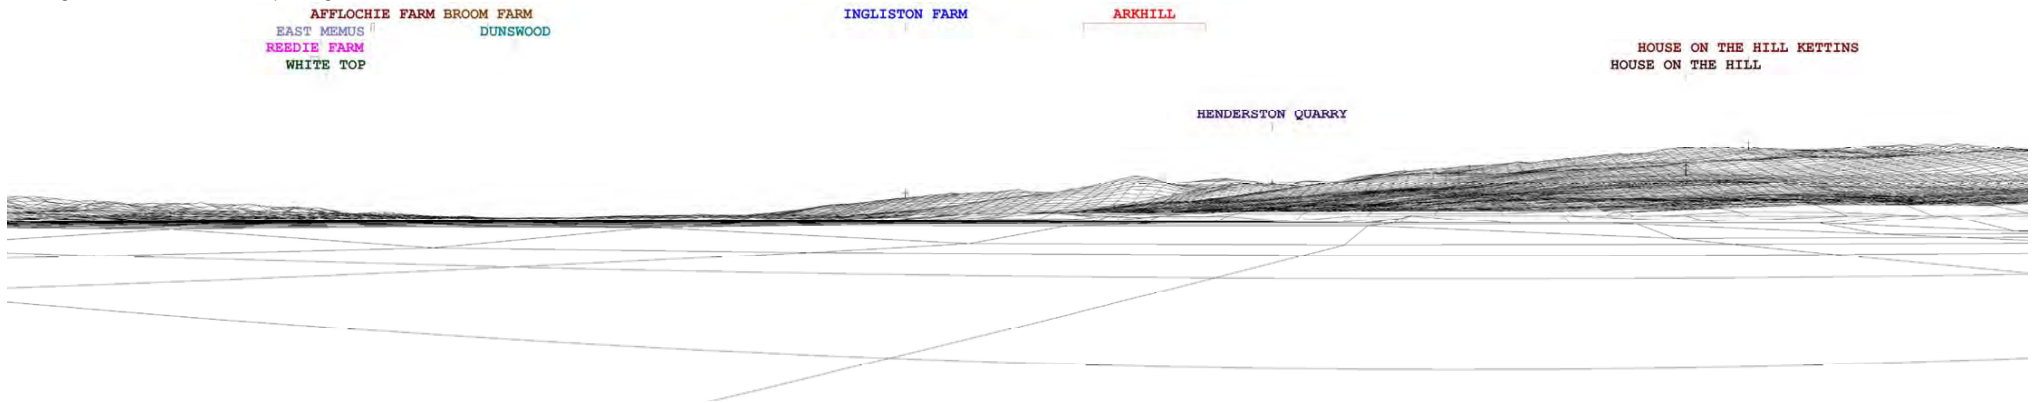 AFFLOCHIE FARM BROOM FARM INGLISTON FARM ARKHILL
EAST MEMUS DUNSWOOD
REEDIE FARM HOUSE ON THE HILL KETTINS
WHITE TOP HOUSE ON THE HILL
HENDERSTON QUARRY